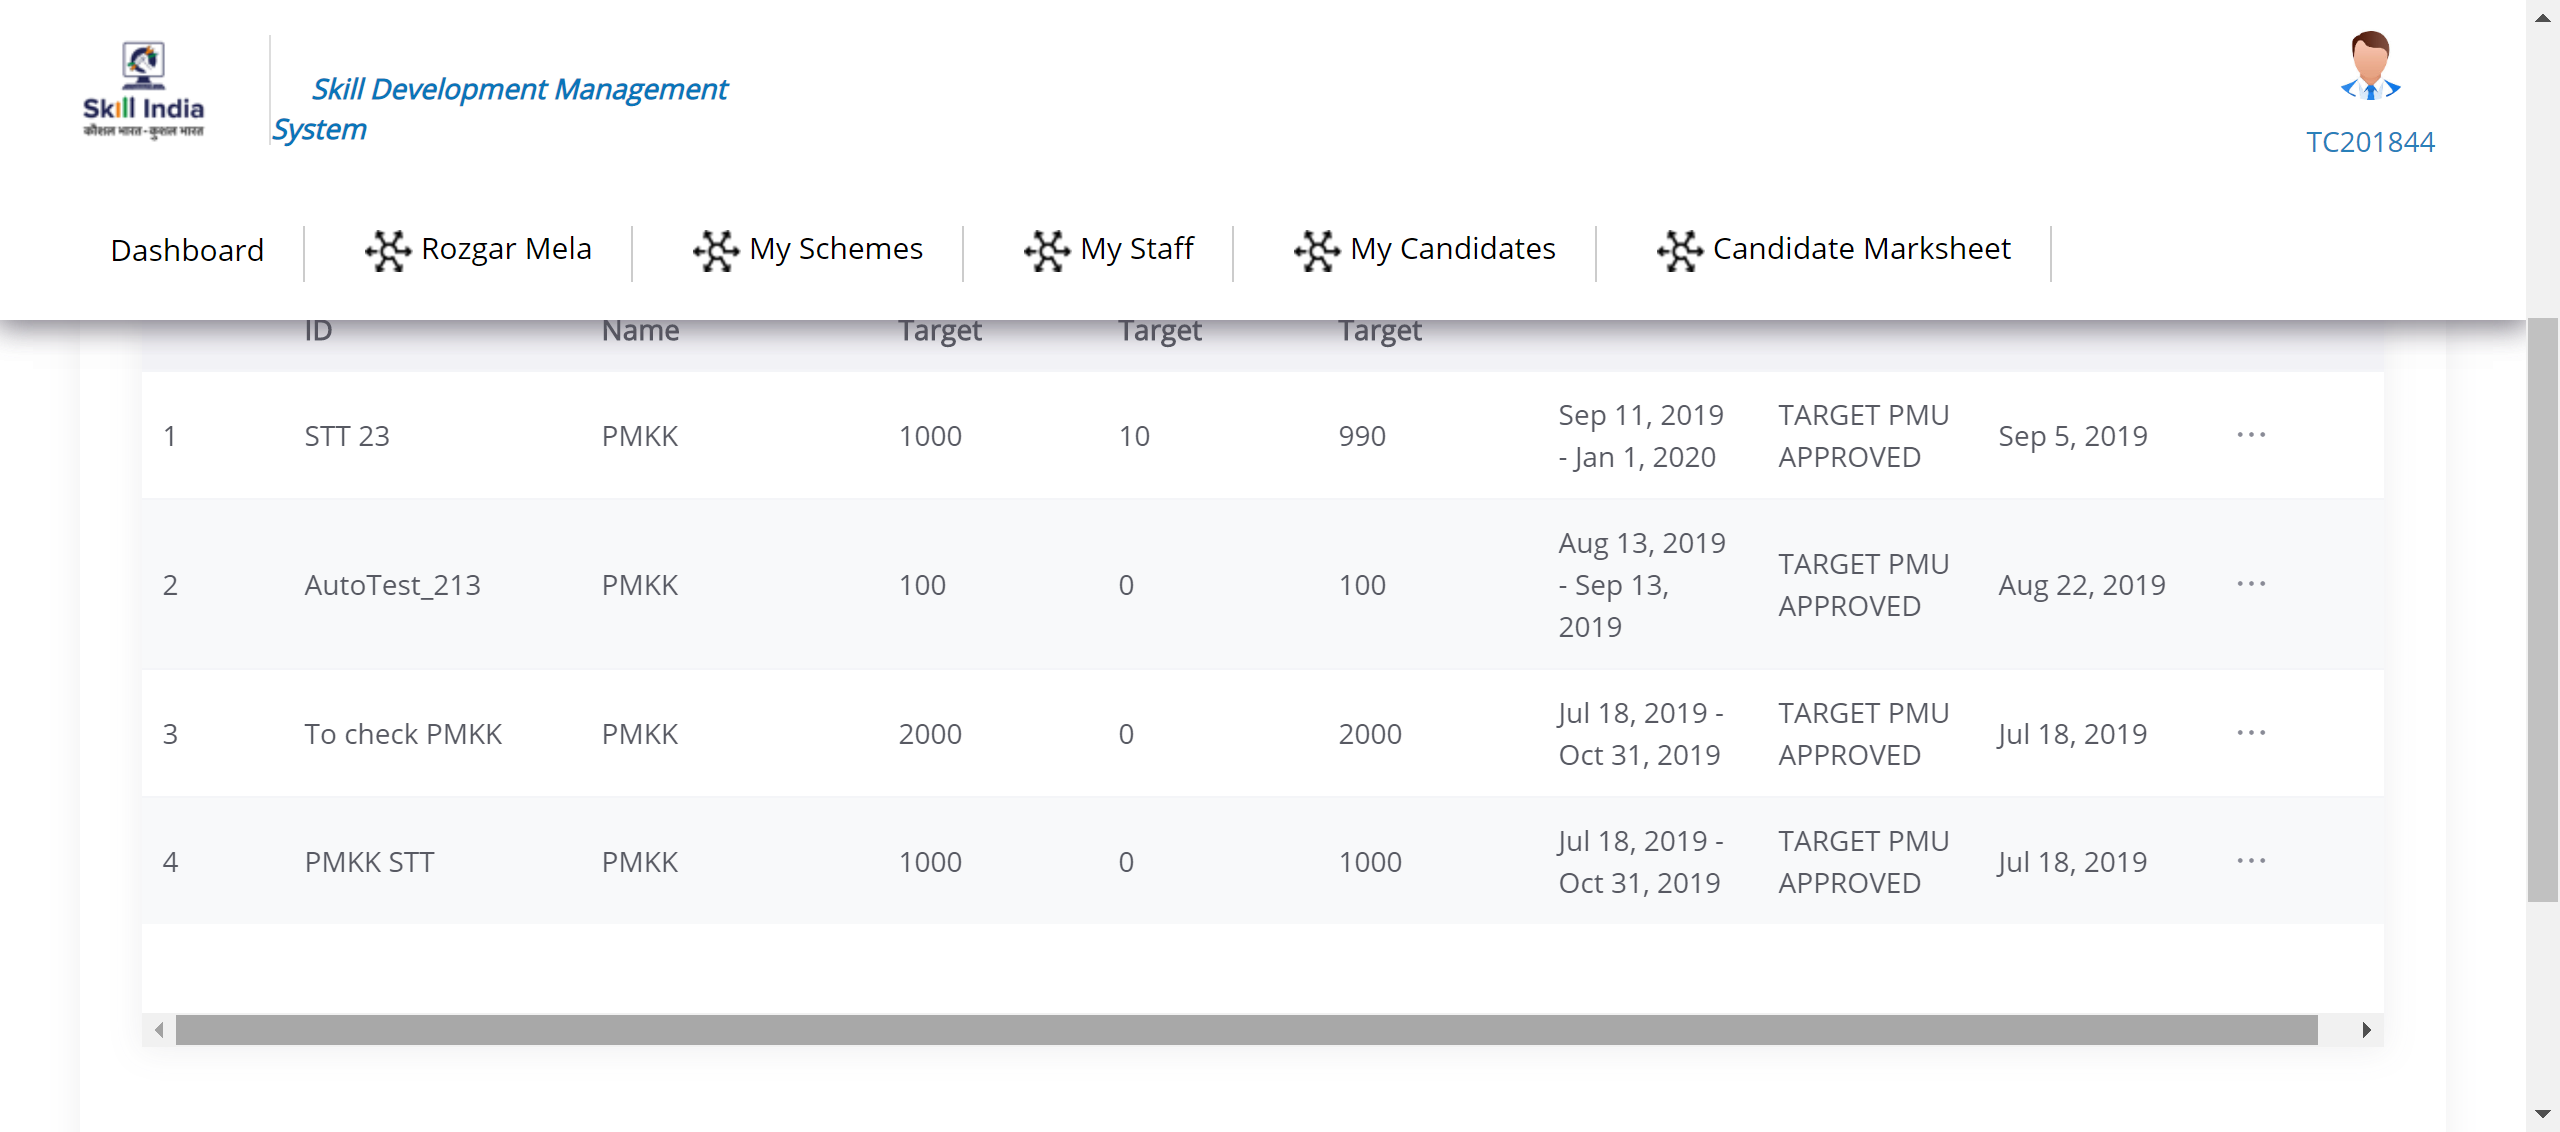 Skill India
कौशल भारत-कुशल भारत
Skill Development Management
System
TC201844
Dashboard
Rozgar Mela
My Schemes
My Staff
My Candidates
Candidate Marksheet
ID Name Target Target Target
1 STT 23 PMKK 1000 10 990 Sep 11, 2019 - Jan 1, 2020 TARGET PMU APPROVED Sep 5, 2019 ...
2 AutoTest_213 PMKK 100 0 100 Aug 13, 2019 - Sep 13, 2019 TARGET PMU APPROVED Aug 22, 2019 ...
3 To check PMKK PMKK 2000 0 2000 Jul 18, 2019 - Oct 31, 2019 TARGET PMU APPROVED Jul 18, 2019 ...
4 PMKK STT PMKK 1000 0 1000 Jul 18, 2019 - Oct 31, 2019 TARGET PMU APPROVED Jul 18, 2019 ...